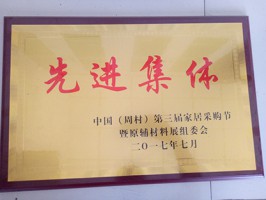 先进集体
中国（周村）第三届家居采购节
暨原辅材料展组委会
二〇一七年七月